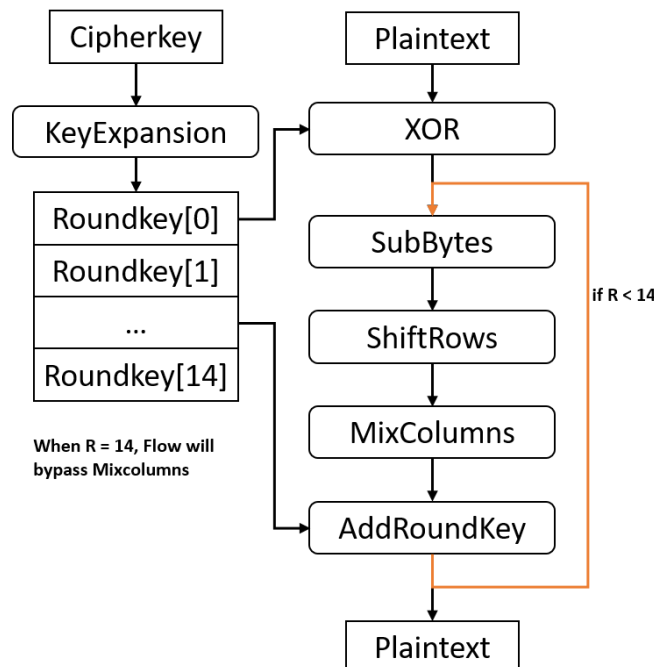 Cipherkey
KeyExpansion
Roundkey[0]
Roundkey[1]
...
Roundkey[14]
When R = 14, Flow will
bypass Mixcolumns
Plaintext
XOR
SubBytes
ShiftRows
MixColumns
AddRoundKey
if R < 14
Plaintext